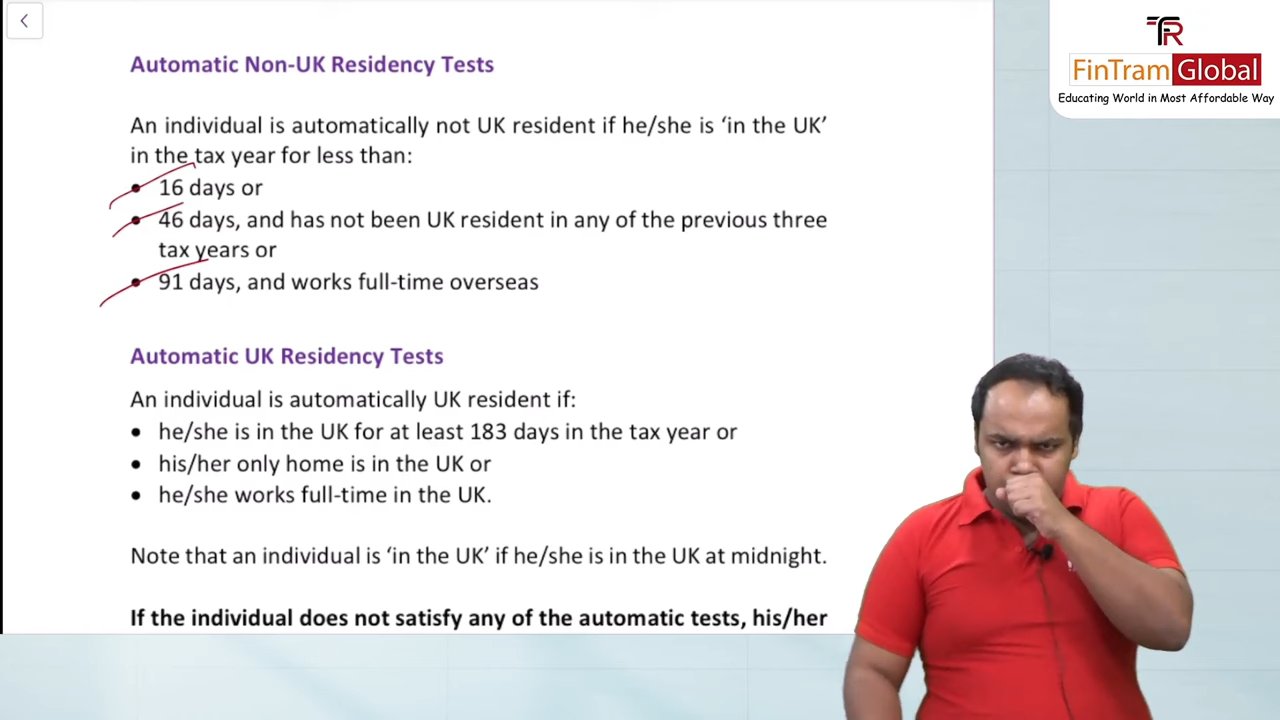 Automatic Non-UK Residency Tests
An individual is automatically not UK resident if he/she is ‘in the UK’
in the tax year for less than:
• 16 days or
• 46 days, and has not been UK resident in any of the previous three
tax years or
• 91 days, and works full-time overseas
Automatic UK Residency Tests
An individual is automatically UK resident if:
• he/she is in the UK for at least 183 days in the tax year or
• his/her only home is in the UK or
• he/she works full-time in the UK.
Note that an individual is ‘in the UK’ if he/she is in the UK at midnight.
If the individual does not satisfy any of the automatic tests, his/her
TR
FinTram Global
Educating World in Most Affordable Way